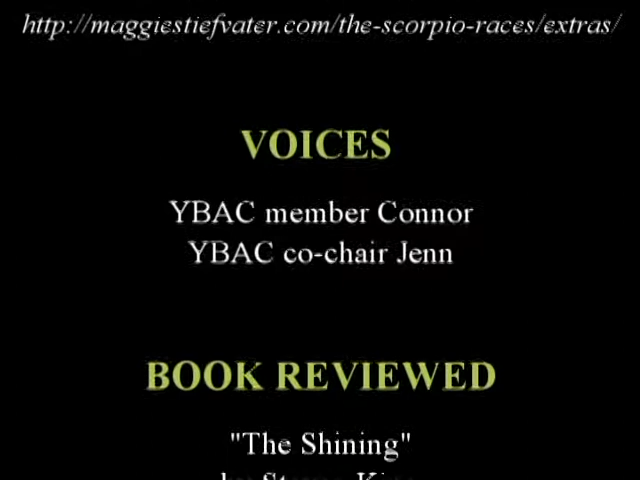 http://maggiestiefvater.com/the-scorpio-races/extras/
VOICES
YBAC member Connor
YBAC co-chair Jenn
BOOK REVIEWED
"The Shining"